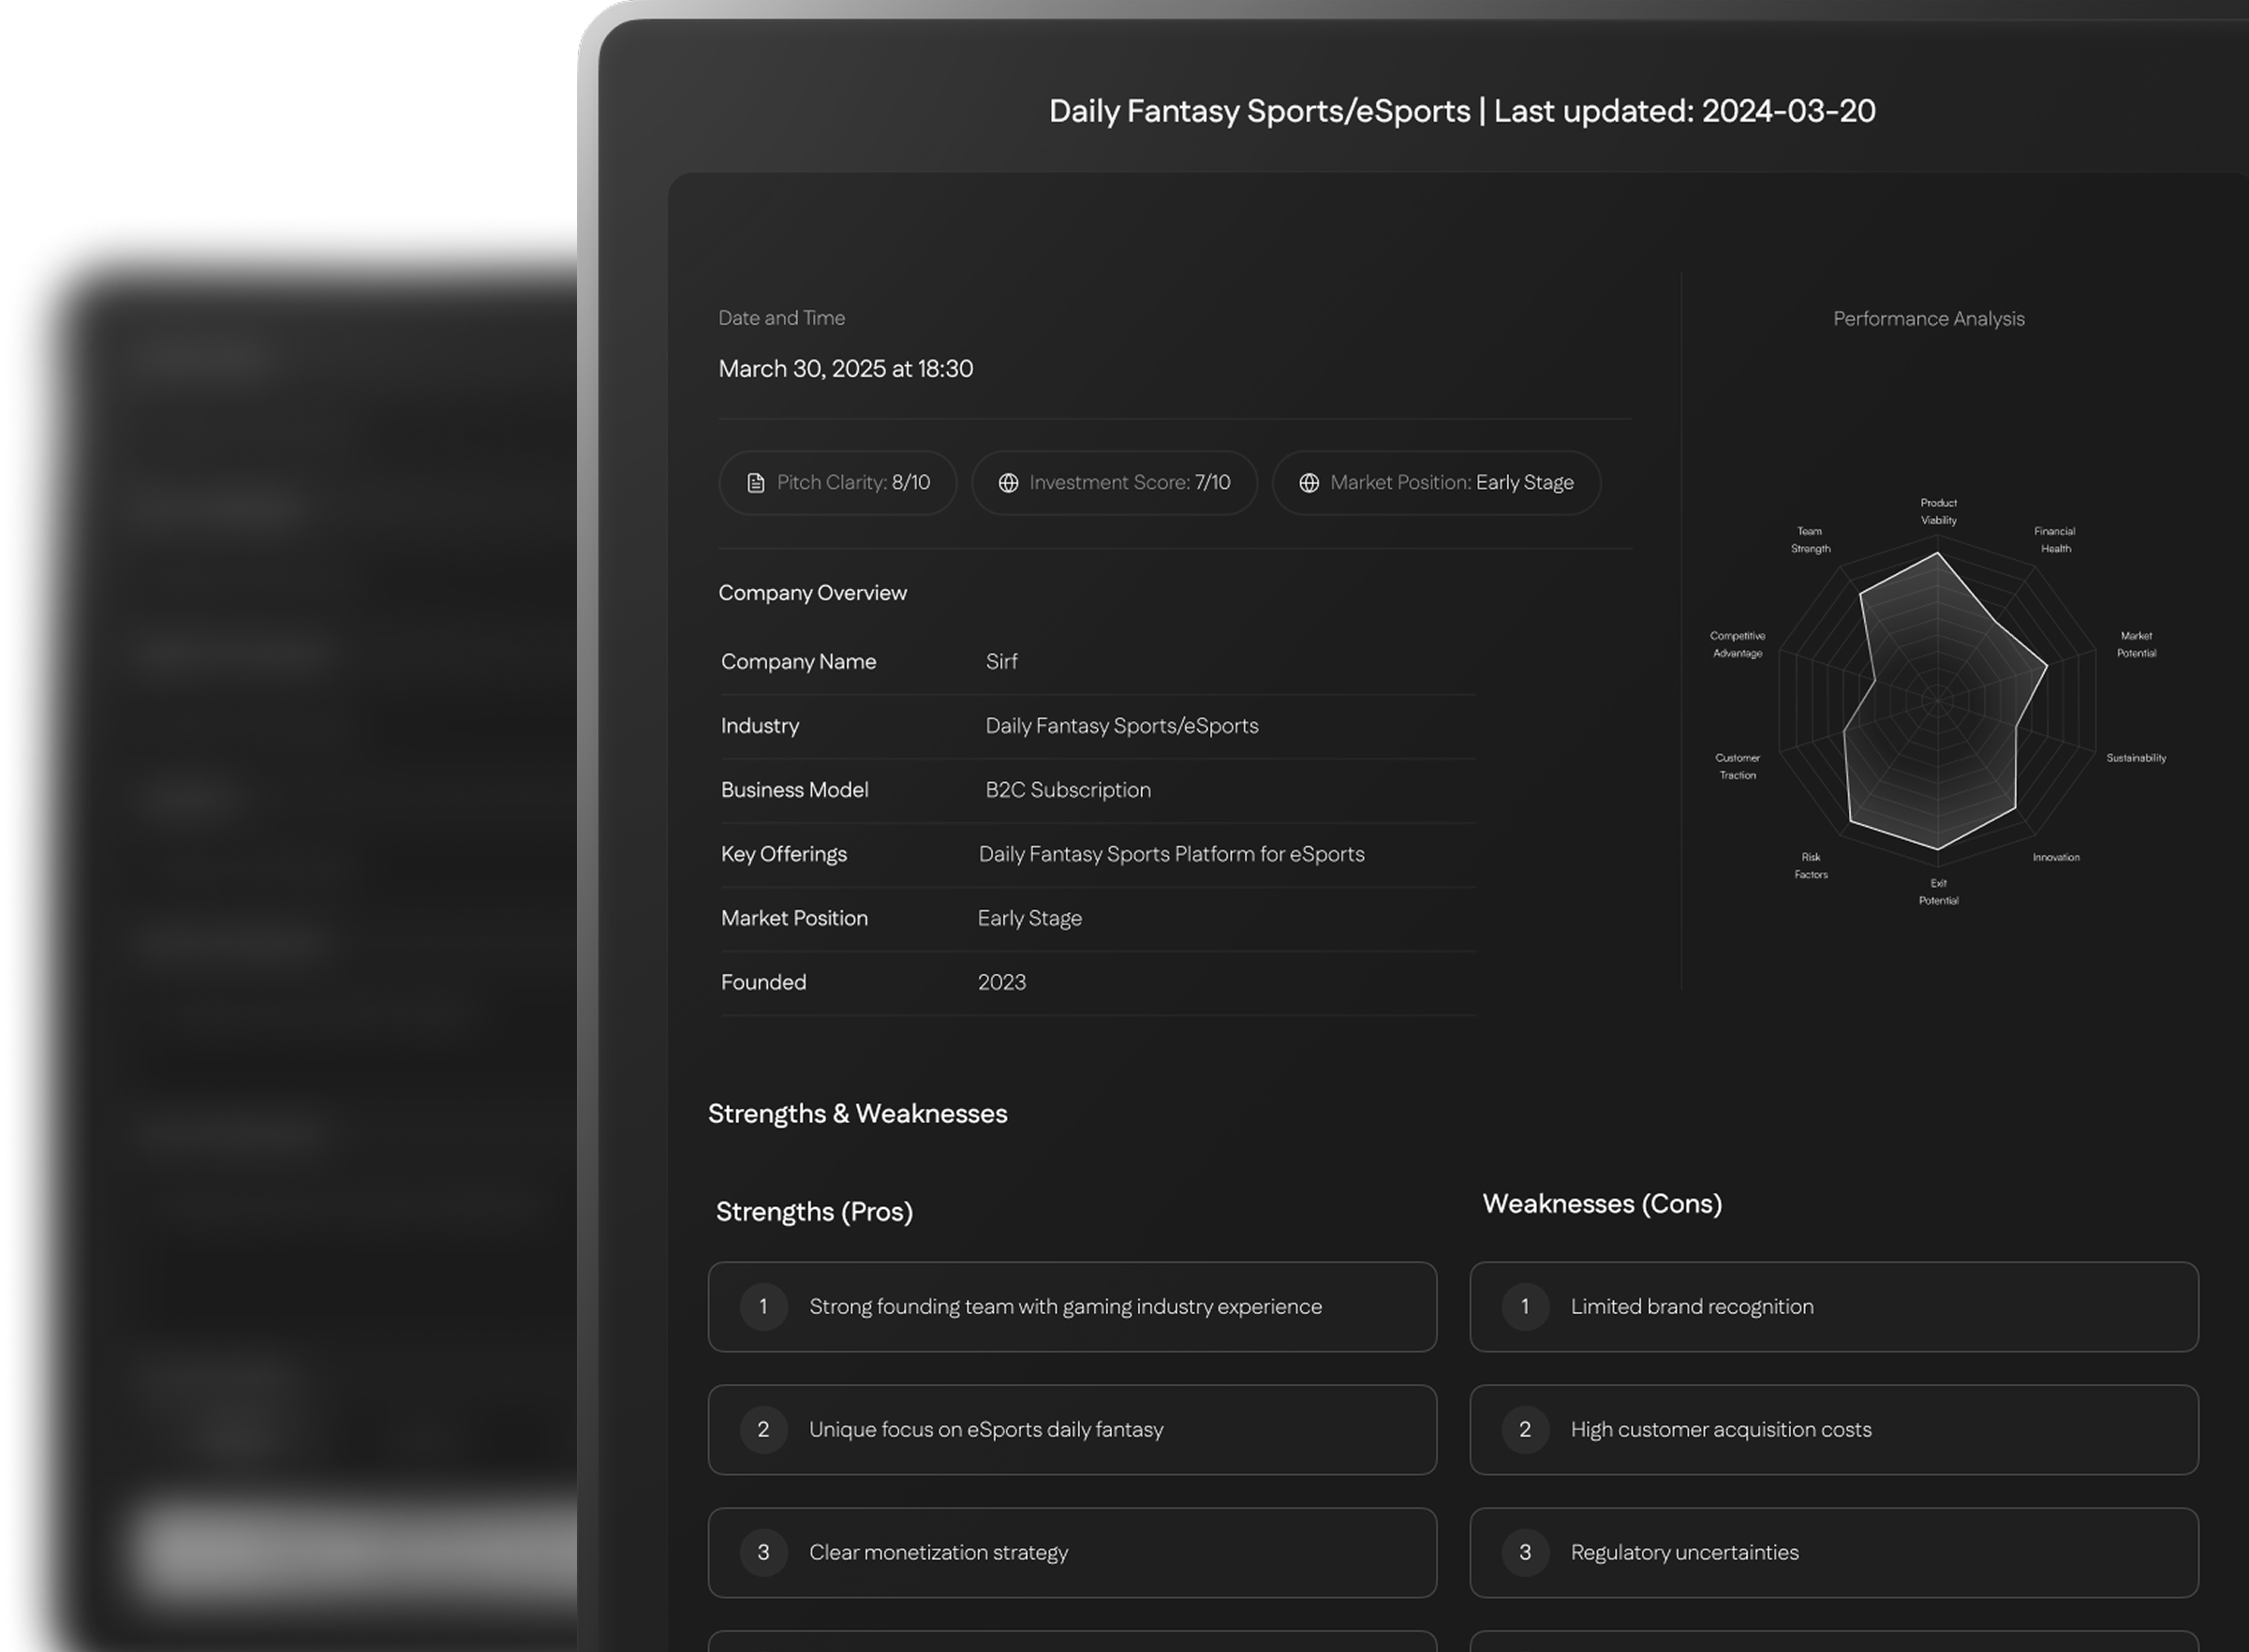 Daily Fantasy Sports/eSports | Last updated: 2024-03-20
Date and Time
March 30, 2025 at 18:30
Pitch Clarity: 8/10
Investment Score: 7/10
Market Position: Early Stage
Company Overview
Company Name Sirf
Industry Daily Fantasy Sports/eSports
Business Model B2C Subscription
Key Offerings Daily Fantasy Sports Platform for eSports
Market Position Early Stage
Founded 2023
Performance Analysis
Product
Viability
Financial
Health
Market
Potential
Sustainability
Innovation
Exit
Potential
Risk
Factors
Customer
Traction
Competitive
Advantage
Team
Strength
Strengths & Weaknesses
Strengths (Pros)
1 Strong founding team with gaming industry experience
2 Unique focus on eSports daily fantasy
3 Clear monetization strategy
Weaknesses (Cons)
1 Limited brand recognition
2 High customer acquisition costs
3 Regulatory uncertainties